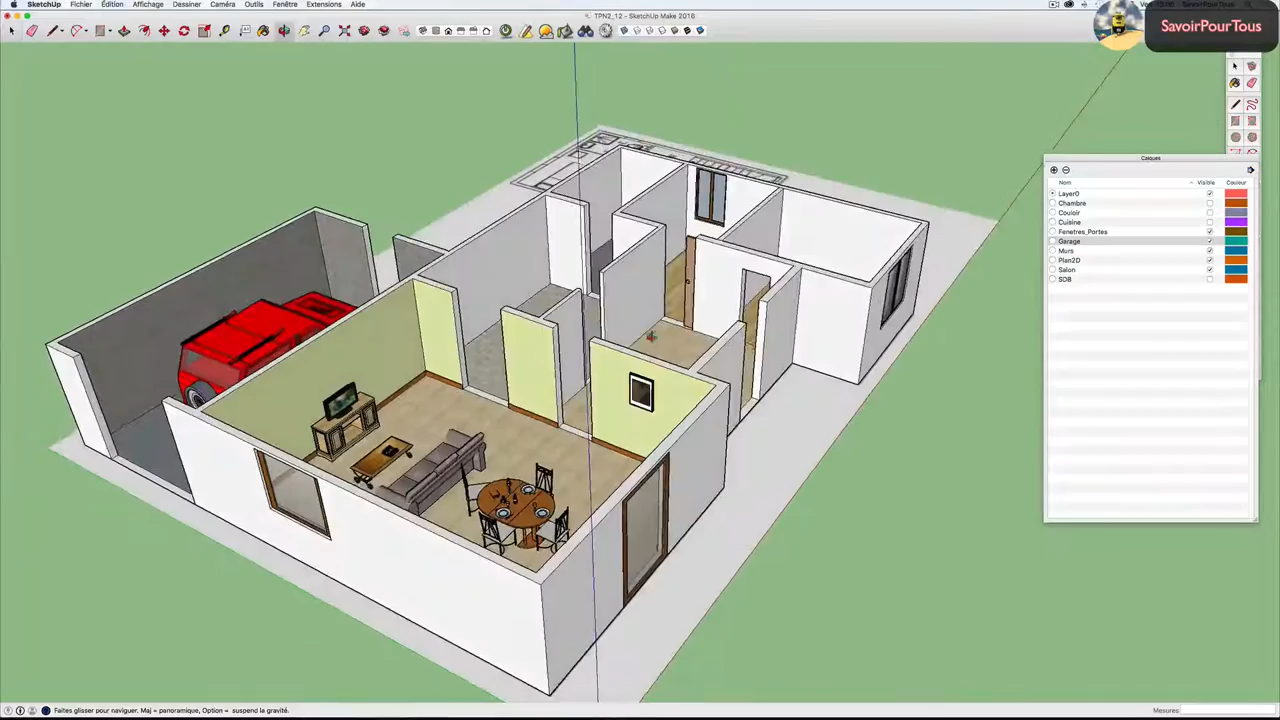 SketchUp Fichier Édition Affichage Caméra Dessiner Outils Fenêtre Extensions Aide
TPN2_12 - SketchUp Make 2016
SavoirPourTous
Calques
Nom Visible Couleur
Layer0
Chambre
Couloir
Cuisine
Fenetres_Portes
Garage
Murs
Plan2D
Salon
SDB
Faites glisser pour naviguer. Maj = panoramique, Option = suspend la gravité.
Mesures